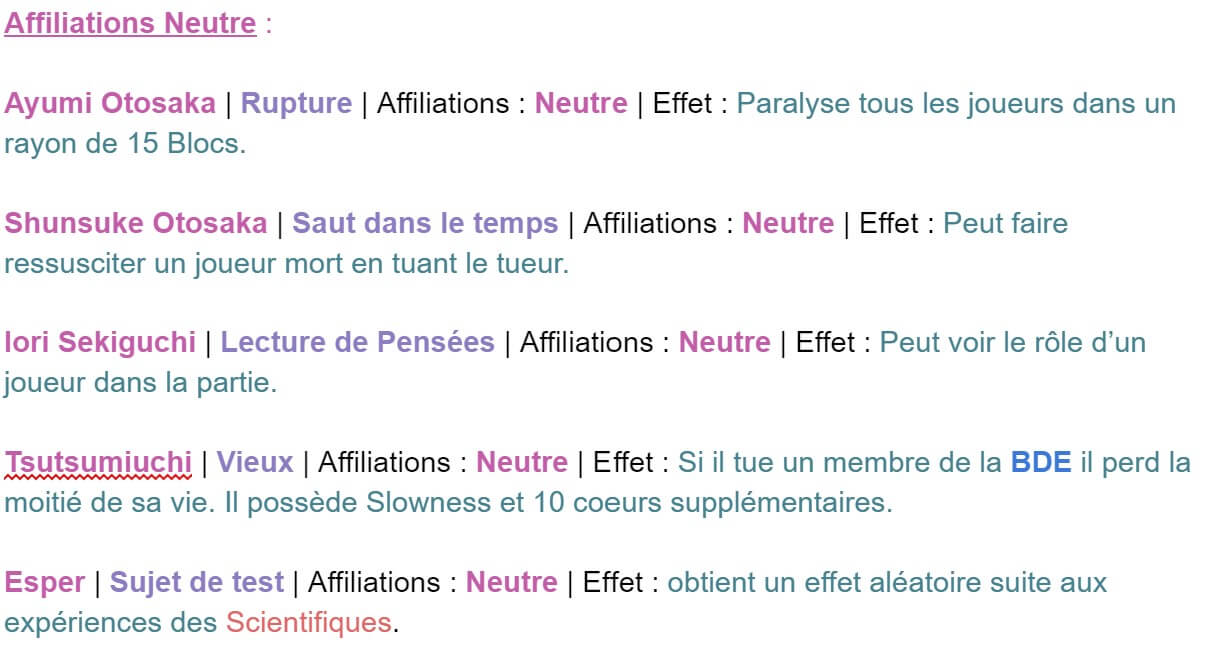 Affiliations Neutre :
Ayumi Otosaka | Rupture | Affiliations : Neutre | Effet : Paralyse tous les joueurs dans un
rayon de 15 Blocs.
Shunsuke Otosaka | Saut dans le temps | Affiliations : Neutre | Effet : Peut faire
ressusciter un joueur mort en tuant le tueur.
Iori Sekiguchi | Lecture de Pensées | Affiliations : Neutre | Effet : Peut voir le rôle d’un
joueur dans la partie.
Tsutsumiuchi | Vieux | Affiliations : Neutre | Effet : Si il tue un membre de la BDE il perd la
moitié de sa vie. Il possède Slowness et 10 coeurs supplémentaires.
Esper | Sujet de test | Affiliations : Neutre | Effet : obtient un effet aléatoire suite aux
expériences des Scientifiques.